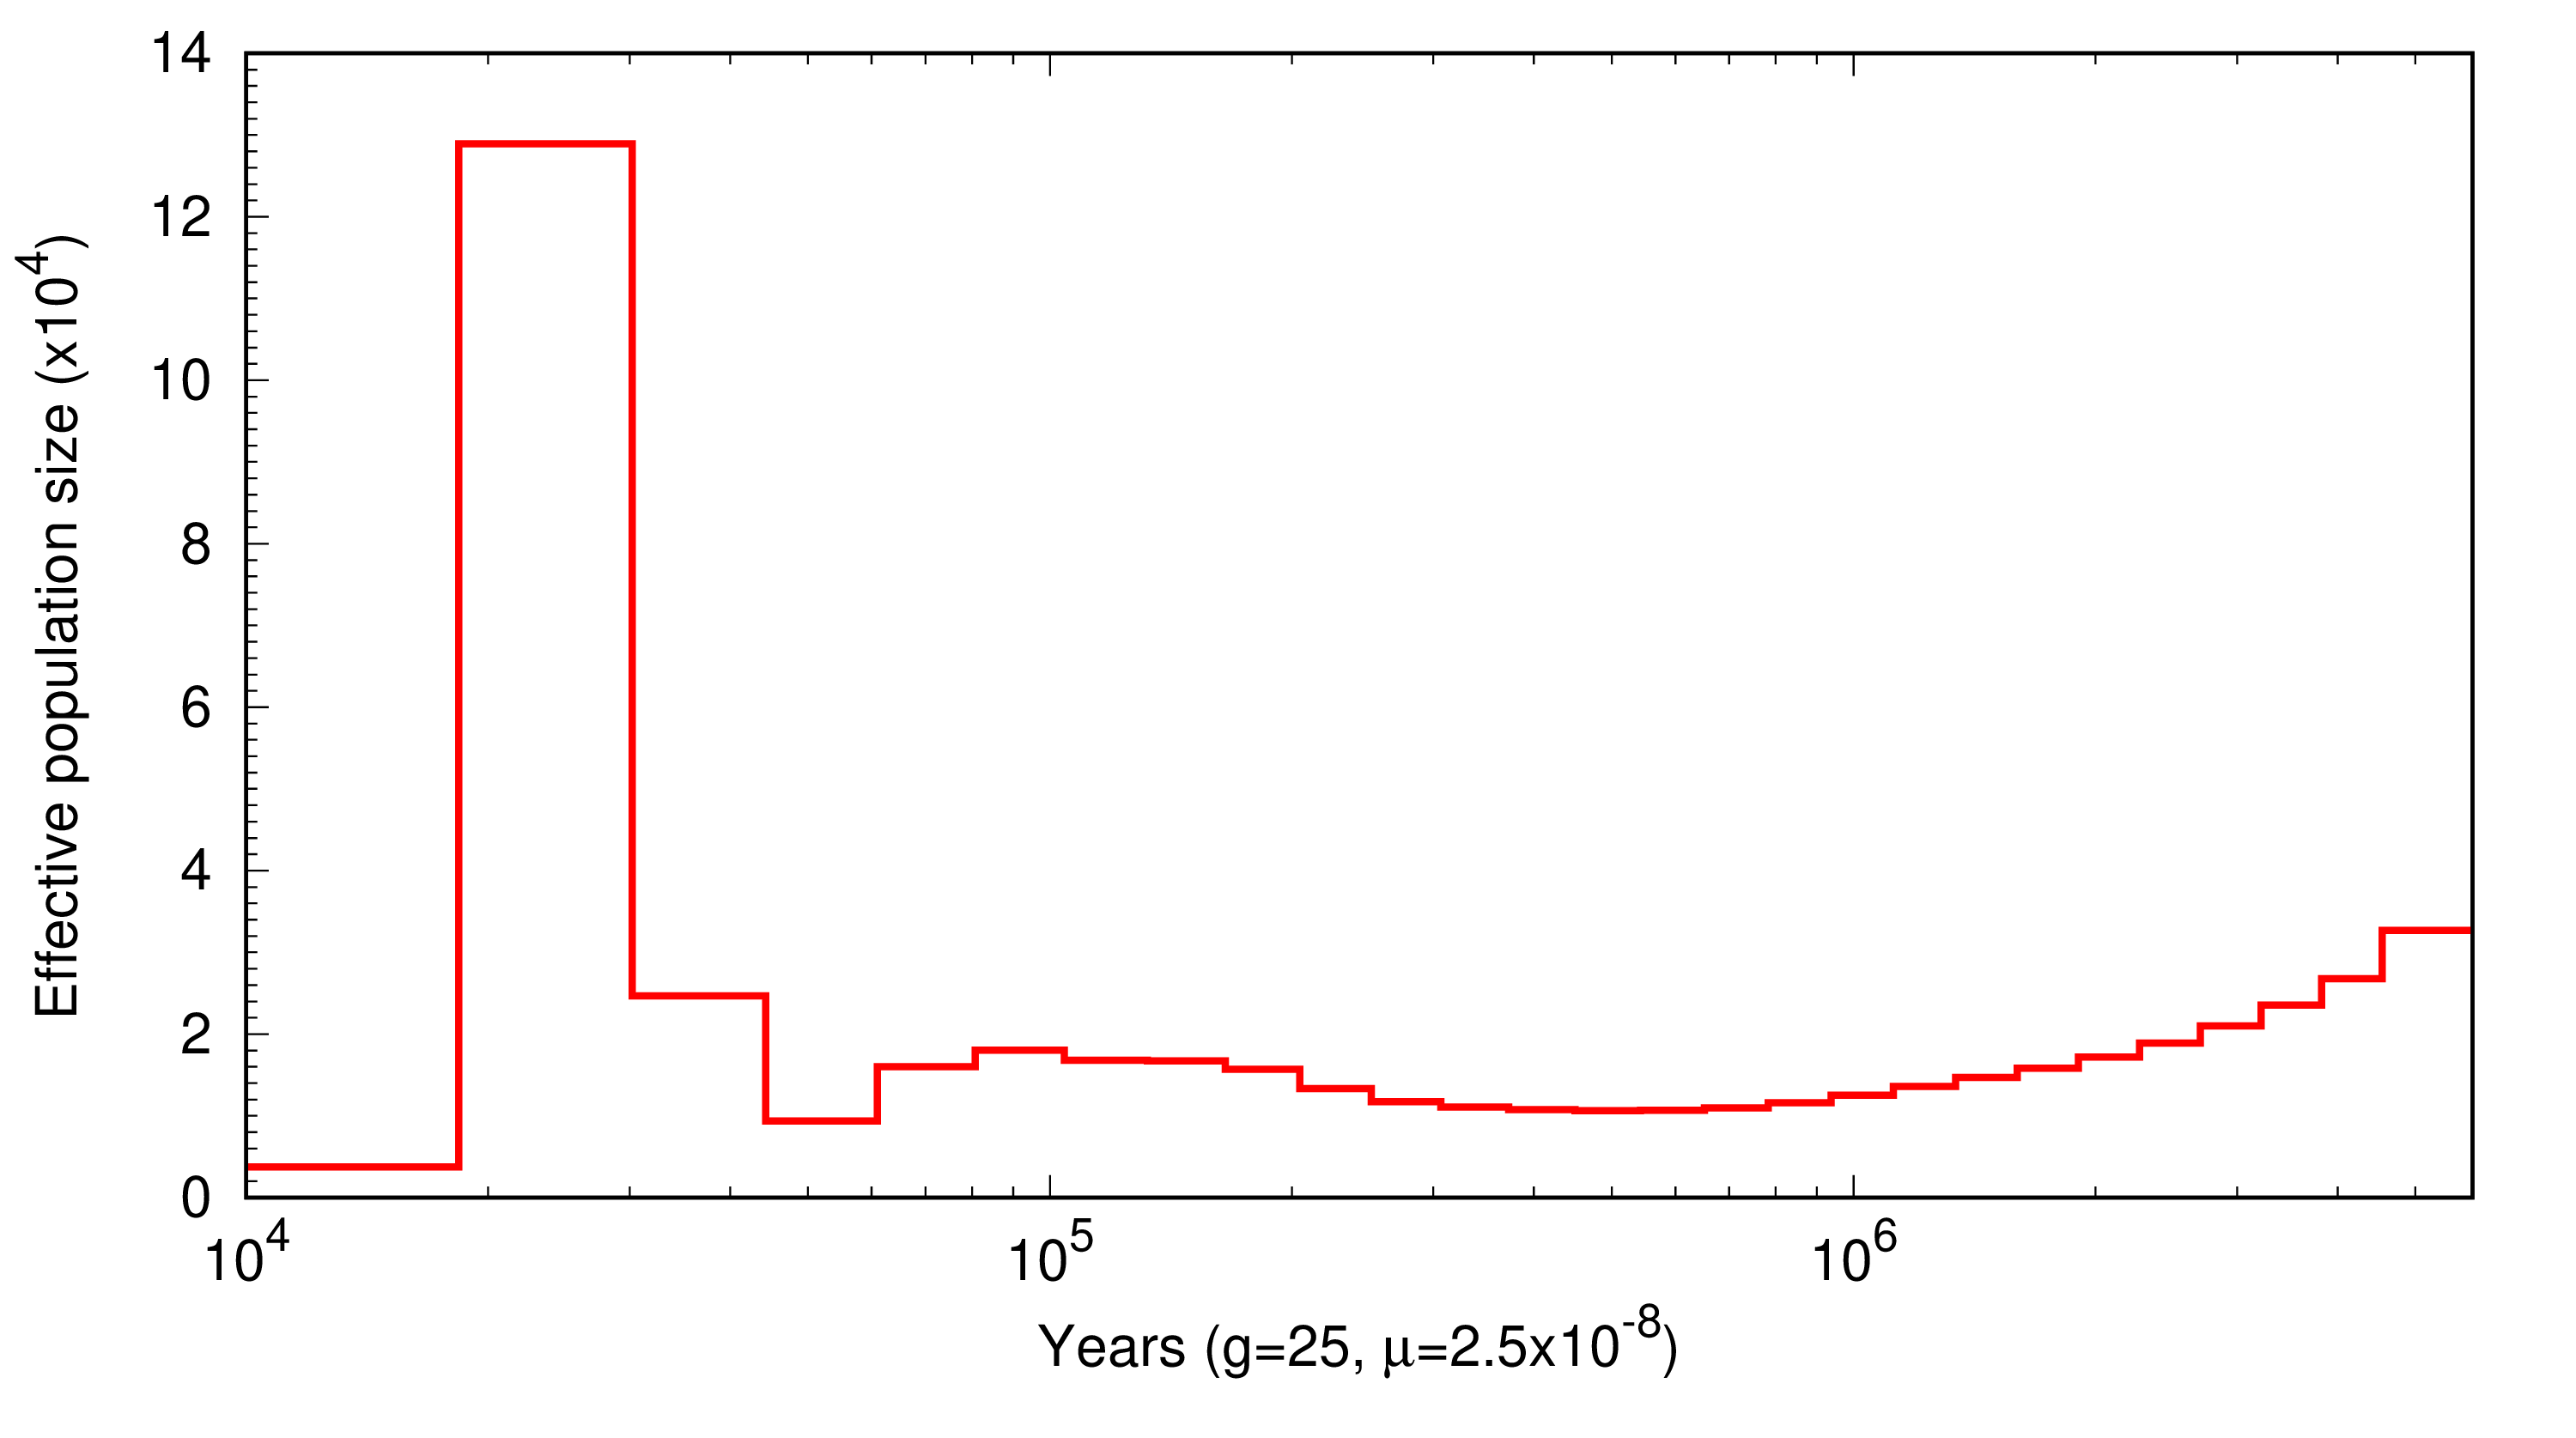 Effective population size (x10⁴)
14
12
10
8
6
4
2
0
10⁴ 10⁵ 10⁶
Years (g=25, µ=2.5x10⁻⁸)